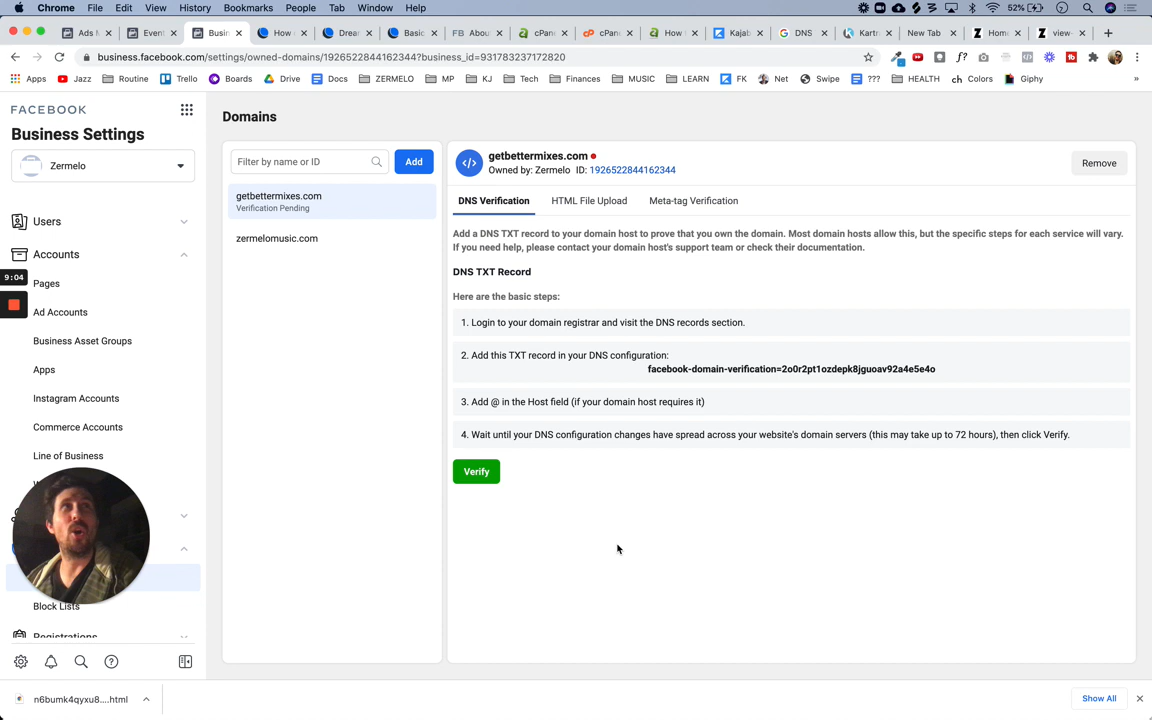 Chrome File Edit View History Bookmarks People Tab Window Help
52%
Ads M
Event
Busin
How
Drea
Basic
FB Abou
cPan
cPan
How
Kajab
DNS
Kartr
New Tab
Hom
view-
business.facebook.com/settings/owned-domains/1926522844162344?business_id=931783237172820
Apps Jazz Routine Trello Boards Drive Docs ZERMELO MP KJ Tech Finances MUSIC LEARN FK Net Swipe ??? HEALTH ch Colors Giphy »
FACEBOOK
Business Settings
Zermelo
Users
Accounts
9:04
Pages
Ad Accounts
Business Asset Groups
Apps
Instagram Accounts
Commerce Accounts
Line of Business
Block Lists
Registrations
Domains
Filter by name or ID
Add
getbettermixes.com
Verification Pending
zermelomusic.com
getbettermixes.com
Owned by: Zermelo ID: 1926522844162344
Remove
DNS Verification HTML File Upload Meta-tag Verification
Add a DNS TXT record to your domain host to prove that you own the domain. Most domain hosts allow this, but the specific steps for each service will vary.
If you need help, please contact your domain host's support team or check their documentation.
DNS TXT Record
Here are the basic steps:
1. Login to your domain registrar and visit the DNS records section.
2. Add this TXT record in your DNS configuration:
facebook-domain-verification=2o0r2pt1ozdepk8jguoav92a4e5e4o
3. Add @ in the Host field (if your domain host requires it)
4. Wait until your DNS configuration changes have spread across your website's domain servers (this may take up to 72 hours), then click Verify.
Verify
n6bumk4qyxu8....html
Show All